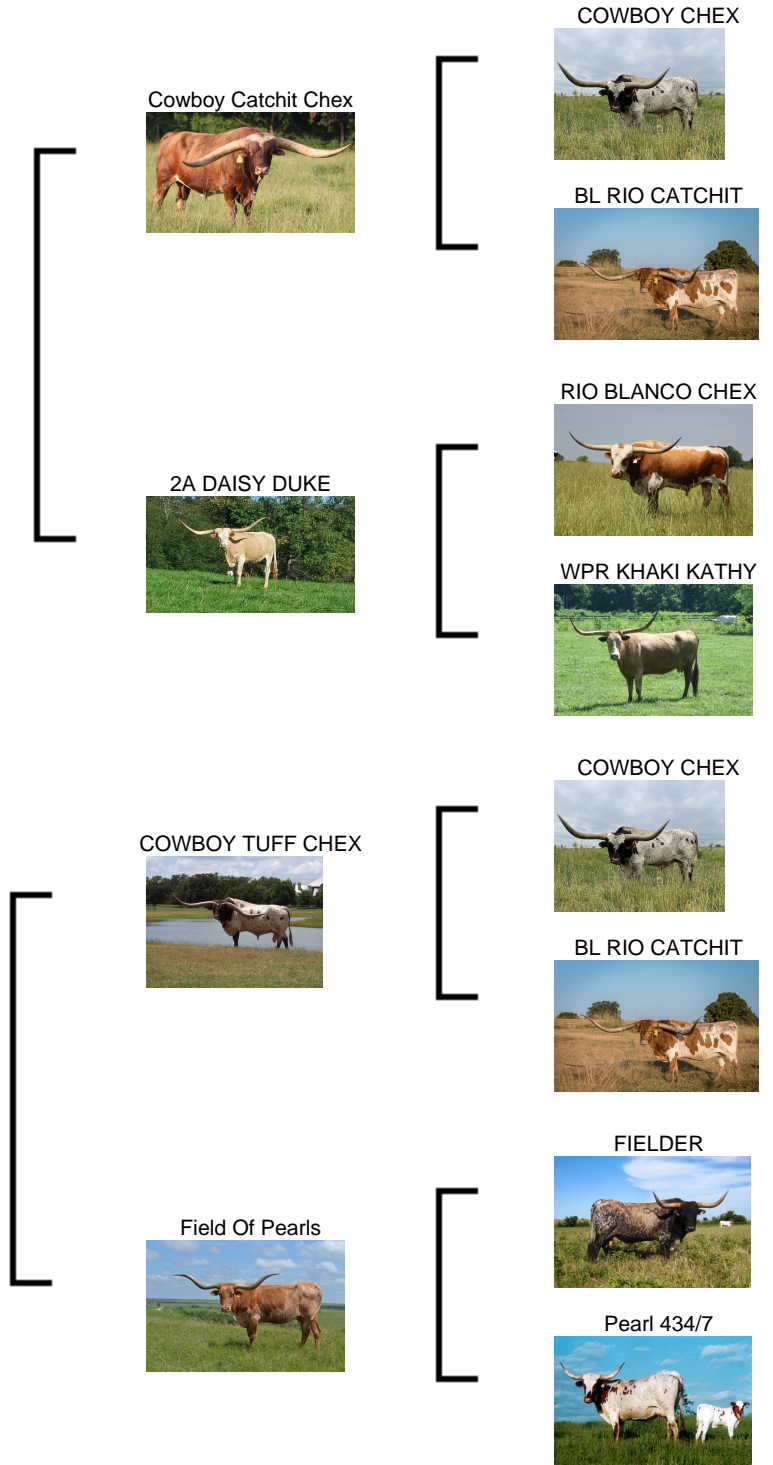 COWBOY CHEX
Cowboy Catchit Chex
BL RIO CATCHIT
RIO BLANCO CHEX
2A DAISY DUKE
WPR KHAKI KATHY
COWBOY CHEX
COWBOY TUFF CHEX
BL RIO CATCHIT
FIELDER
Field Of Pearls
Pearl 434/7